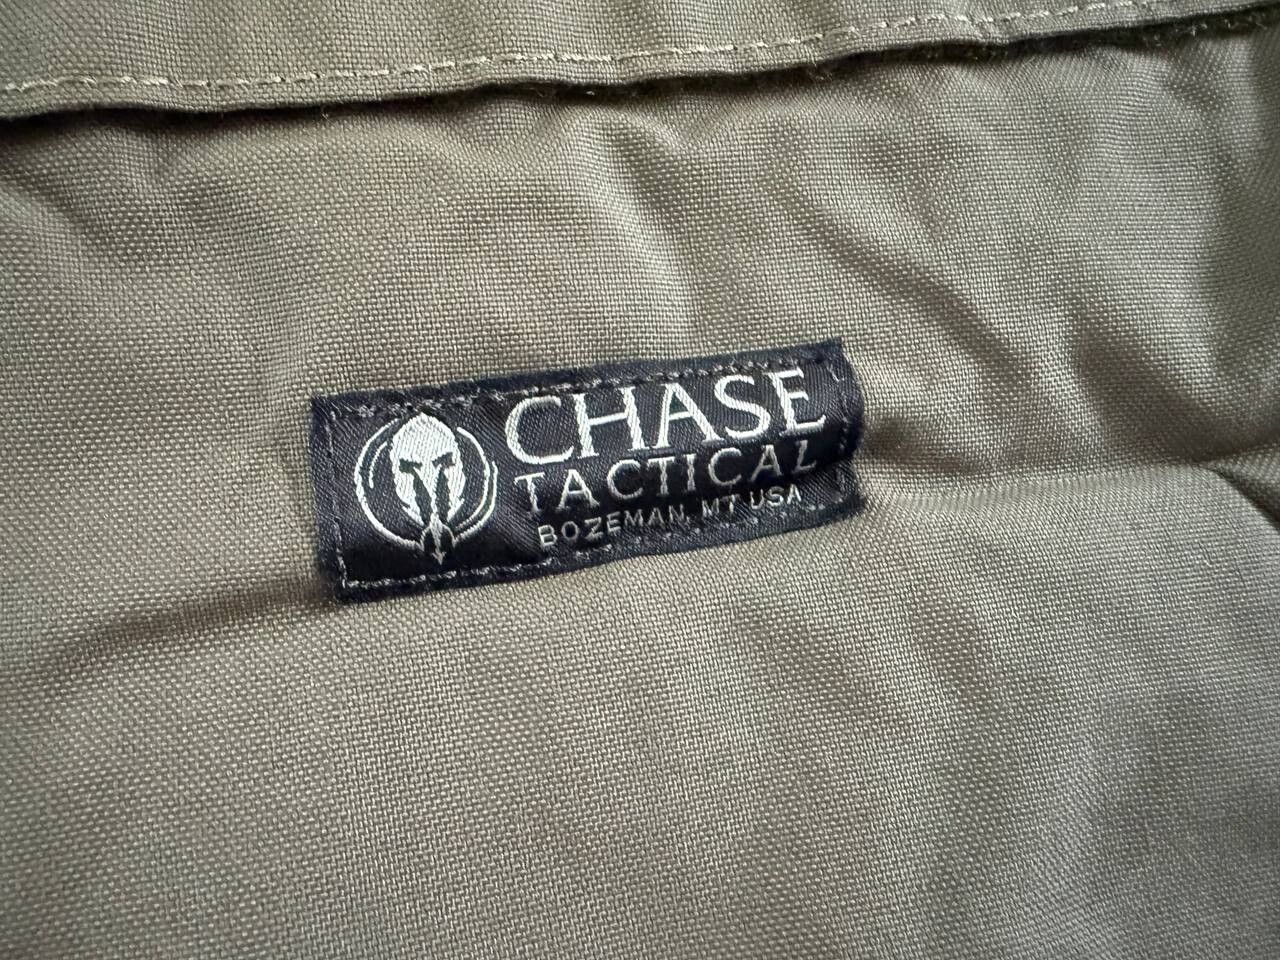 CHASE
TACTICAL
BOZEMAN, MT USA